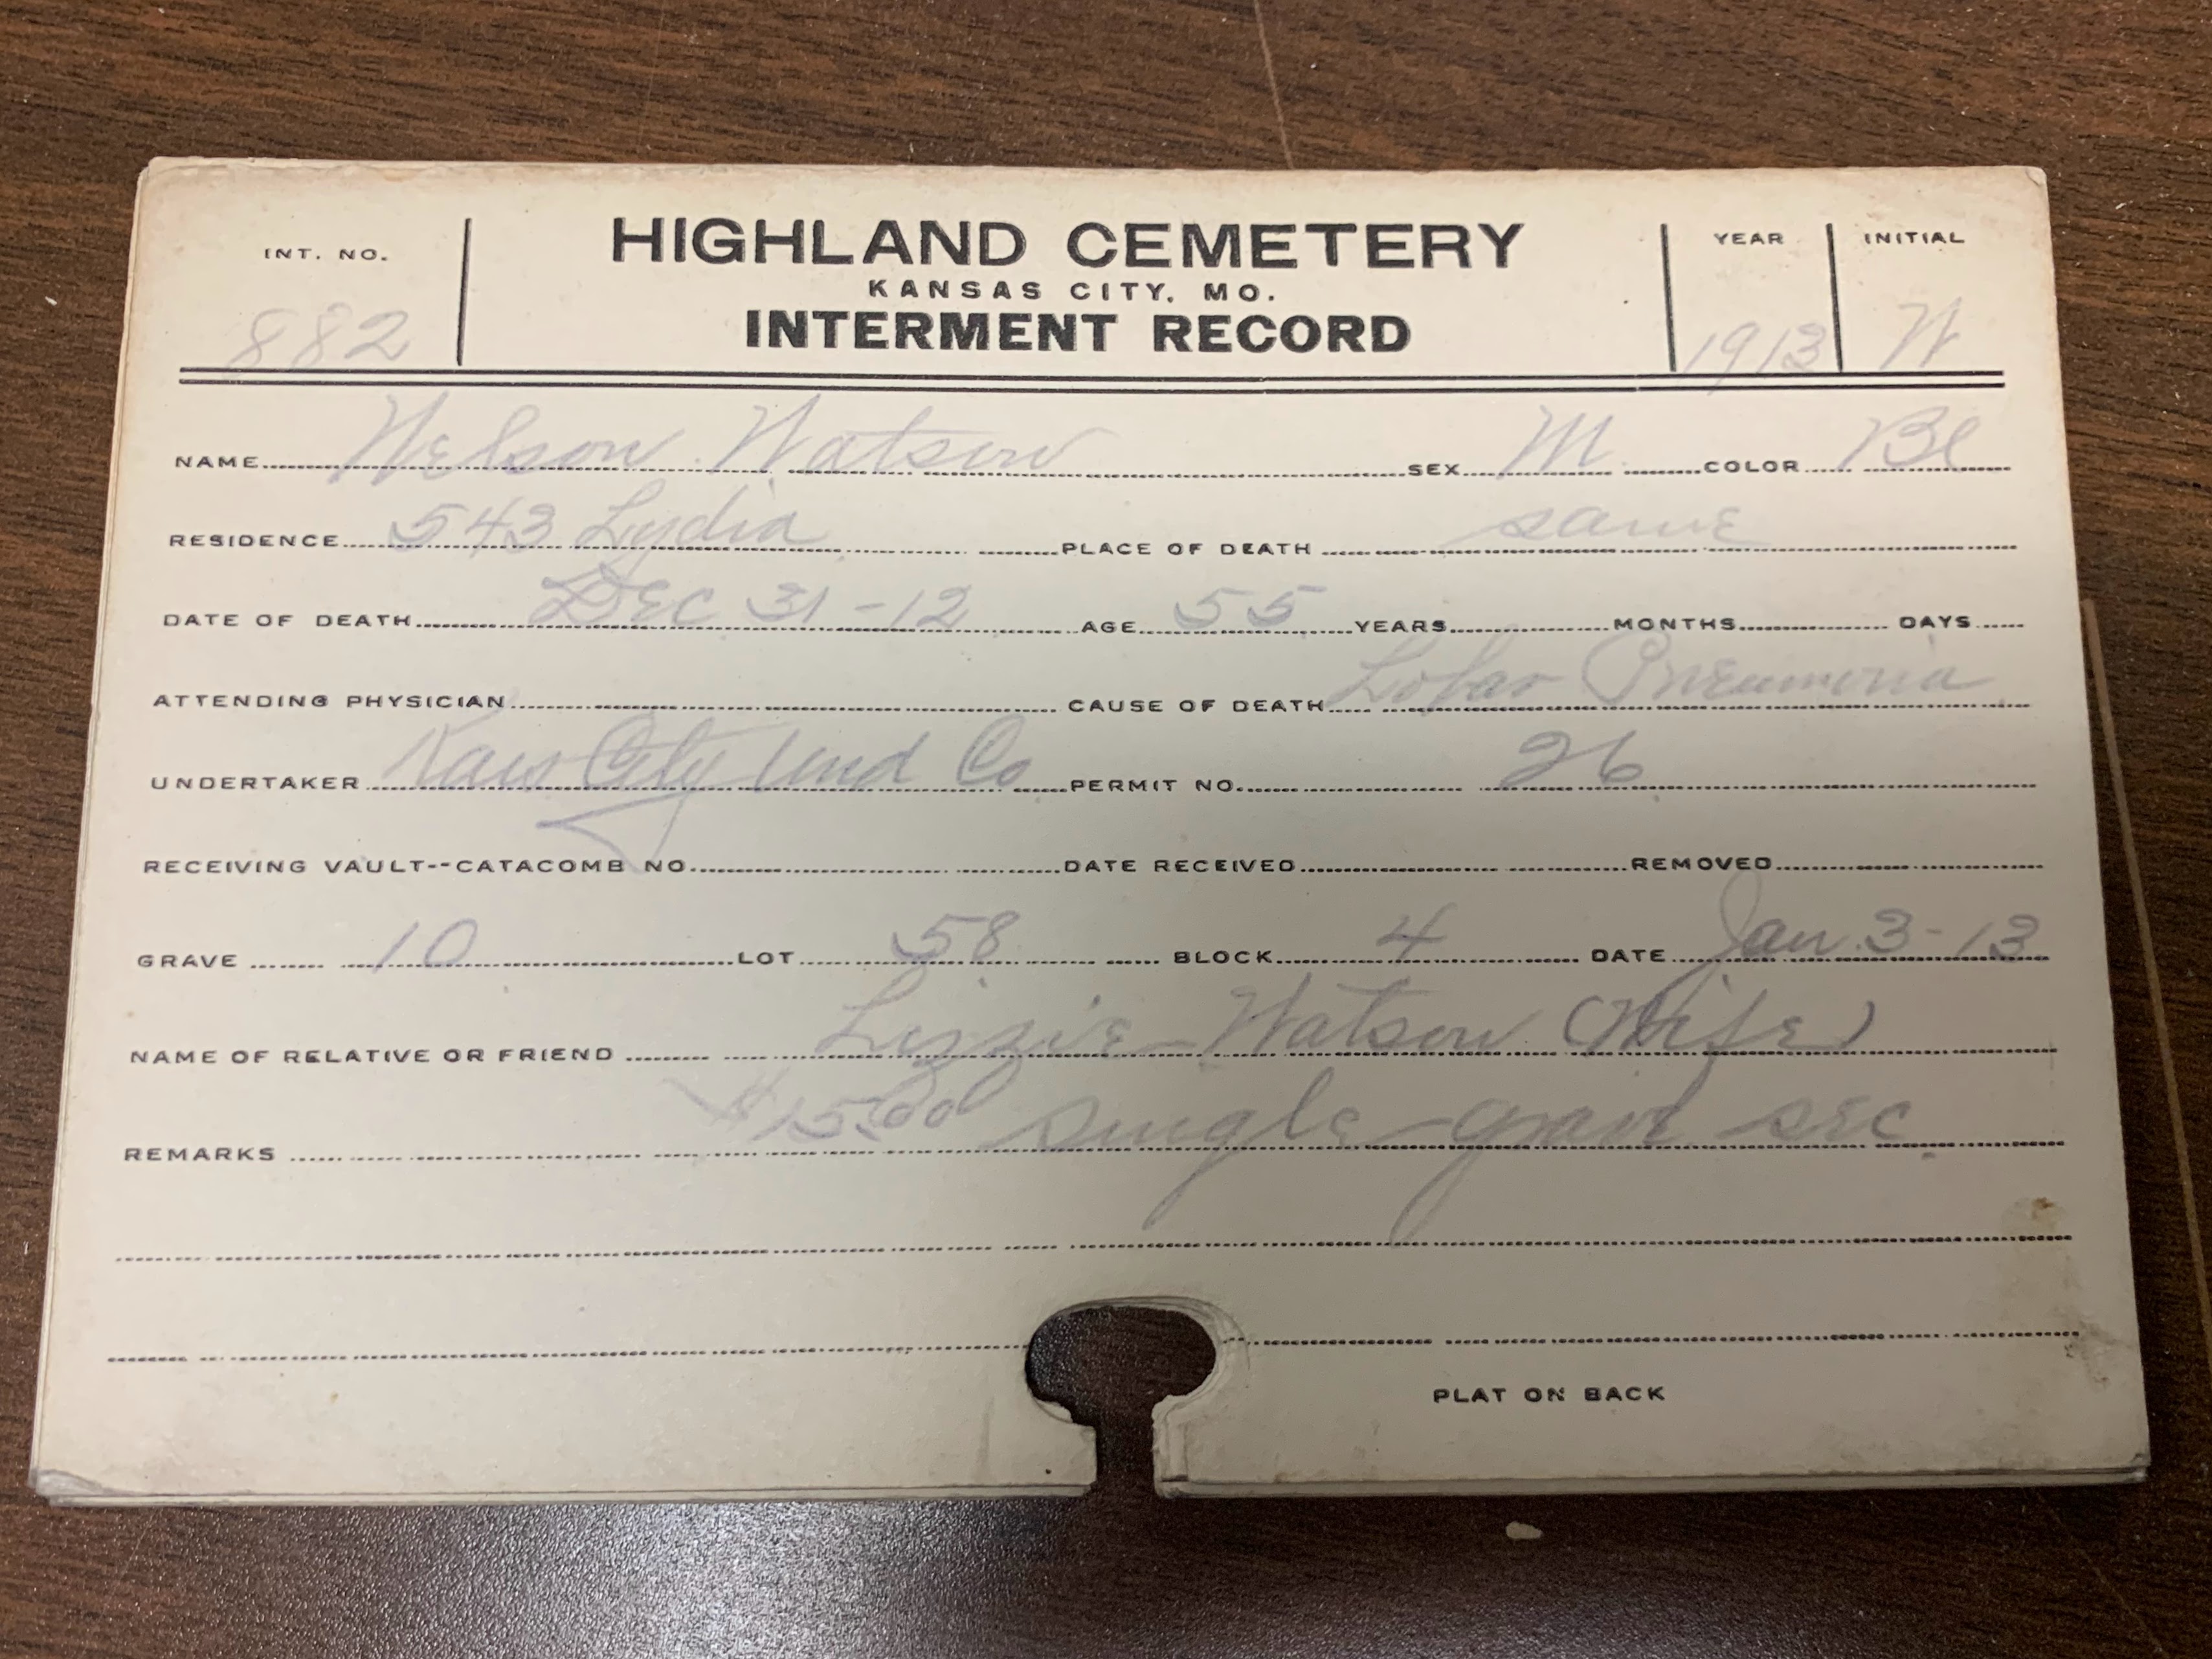 INT. NO. HIGHLAND CEMETERY YEAR INITIAL
KANSAS CITY, MO.
882 INTERMENT RECORD 1913 W
NAME Nelson Watson SEX M COLOR Bl
RESIDENCE 543 Lydia PLACE OF DEATH same
DATE OF DEATH Dec 31-12 AGE 55 YEARS MONTHS DAYS
ATTENDING PHYSICIAN CAUSE OF DEATH Lobar Pneumonia
UNDERTAKER Kaw City Und Co PERMIT NO. 26
RECEIVING VAULT--CATACOMB NO. DATE RECEIVED REMOVED
GRAVE 10 LOT 58 BLOCK 4 DATE Jan. 3-13
NAME OF RELATIVE OR FRIEND Lizzie Watson (Wife)
REMARKS $15.00 Single grave sec
PLAT ON BACK